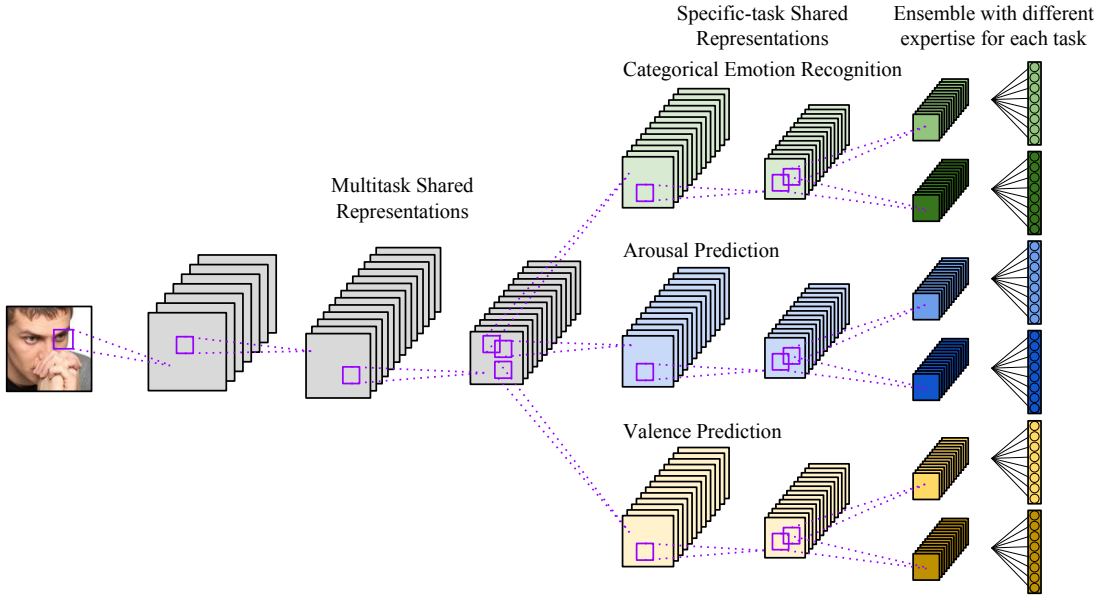 Specific-task Shared
Representations
Ensemble with different
expertise for each task
Categorical Emotion Recognition
Multitask Shared
Representations
Arousal Prediction
Valence Prediction